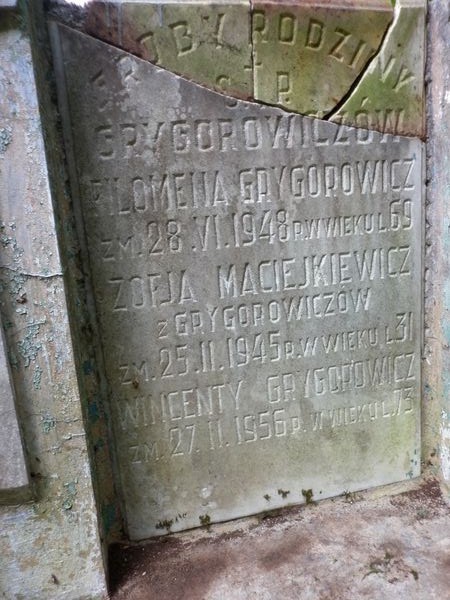 GROBY RODZINY
Ś † P.
GRYGOROWICZÓW
FILOMENA GRYGOROWICZ
ZM. 28.VI.1948 R. W WIEKU L. 69
ZOFJA MACIEJKIEWICZ
Z GRYGOROWICZÓW
ZM. 25.II.1945 R. W WIEKU L. 31
WINCENTY GRYGOROWICZ
ZM. 27.II.1956 R. W WIEKU L. 73